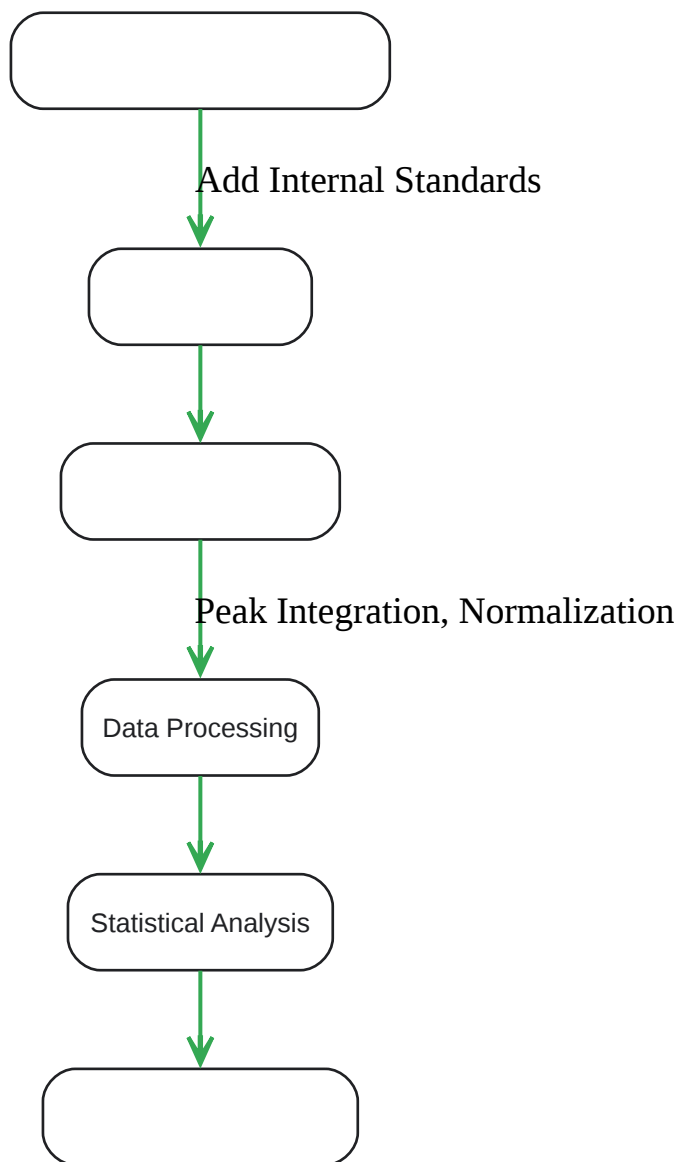 Add Internal Standards
Peak Integration, Normalization
Data Processing
Statistical Analysis